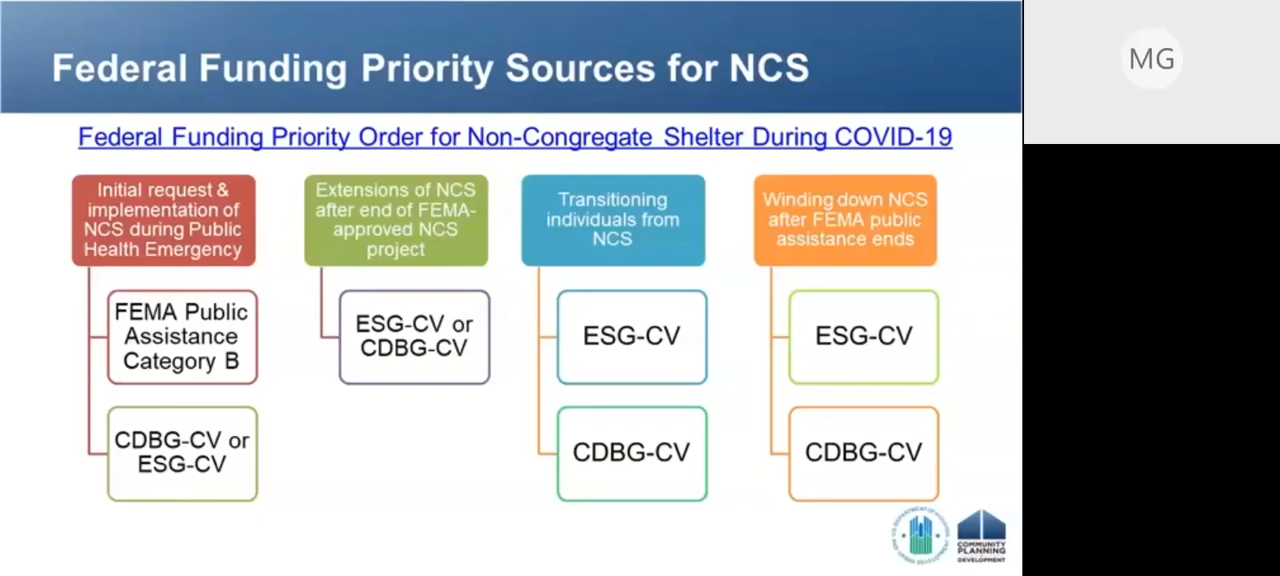 Federal Funding Priority Sources for NCS
MG
Federal Funding Priority Order for Non-Congregate Shelter During COVID-19
Initial request &
implementation of
NCS during Public
Health Emergency
FEMA Public
Assistance
Category B
CDBG-CV or
ESG-CV
Extensions of NCS
after end of FEMA-
approved NCS
project
ESG-CV or
CDBG-CV
Transitioning
individuals from
NCS
ESG-CV
CDBG-CV
Winding down NCS
after FEMA public
assistance ends
ESG-CV
CDBG-CV
COMMUNITY
PLANNING
DEVELOPMENT